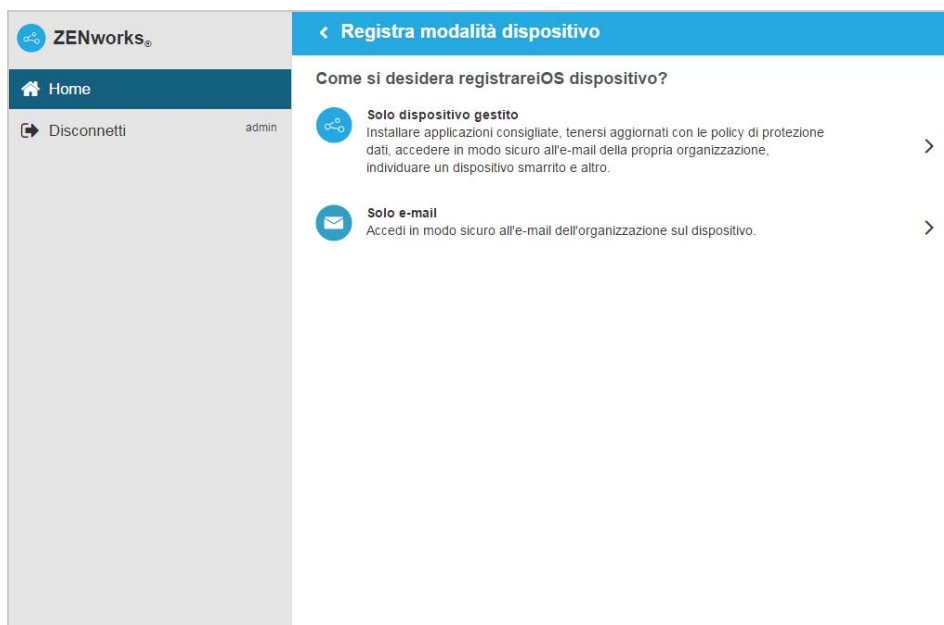 ZENworks®
Home
Disconnetti admin
Registra modalità dispositivo
Come si desidera registrareiOS dispositivo?
Solo dispositivo gestito
Installare applicazioni consigliate, tenersi aggiornati con le policy di protezione
dati, accedere in modo sicuro all'e-mail della propria organizzazione,
individuare un dispositivo smarrito e altro.
Solo e-mail
Accedi in modo sicuro all'e-mail dell'organizzazione sul dispositivo.